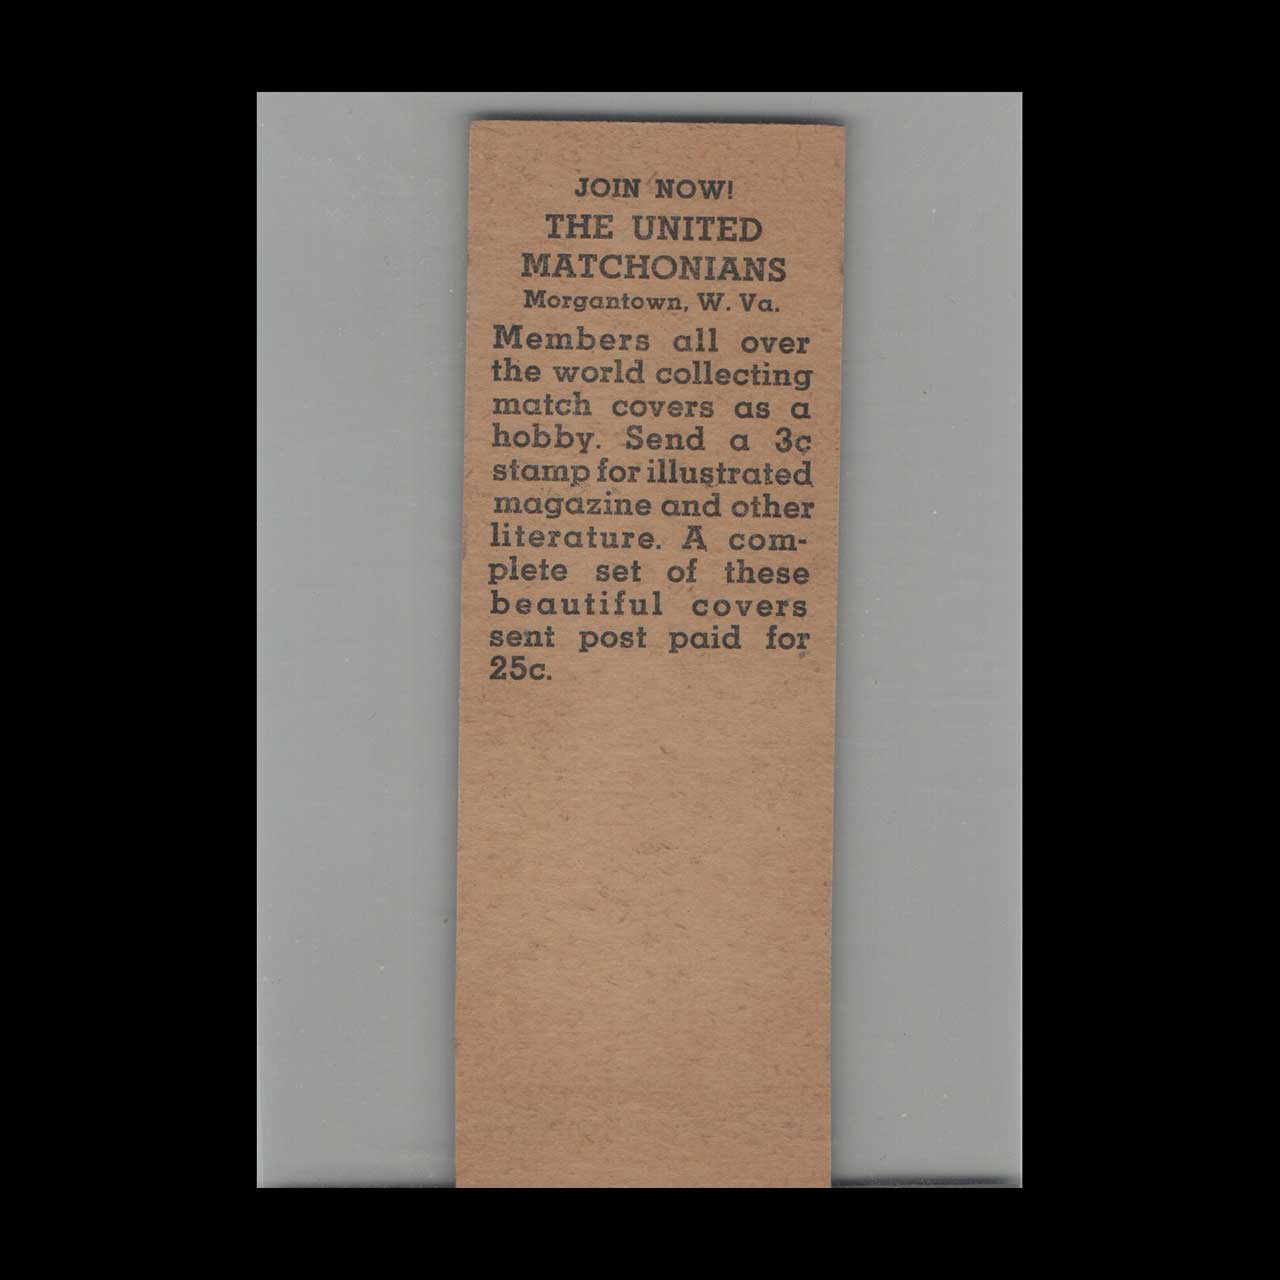 JOIN NOW!
THE UNITED
MATCHONIANS
Morgantown, W. Va.
Members all over
the world collecting
match covers as a
hobby. Send a 3c
stamp for illustrated
magazine and other
literature. A com-
plete set of these
beautiful covers
sent post paid for
25c.